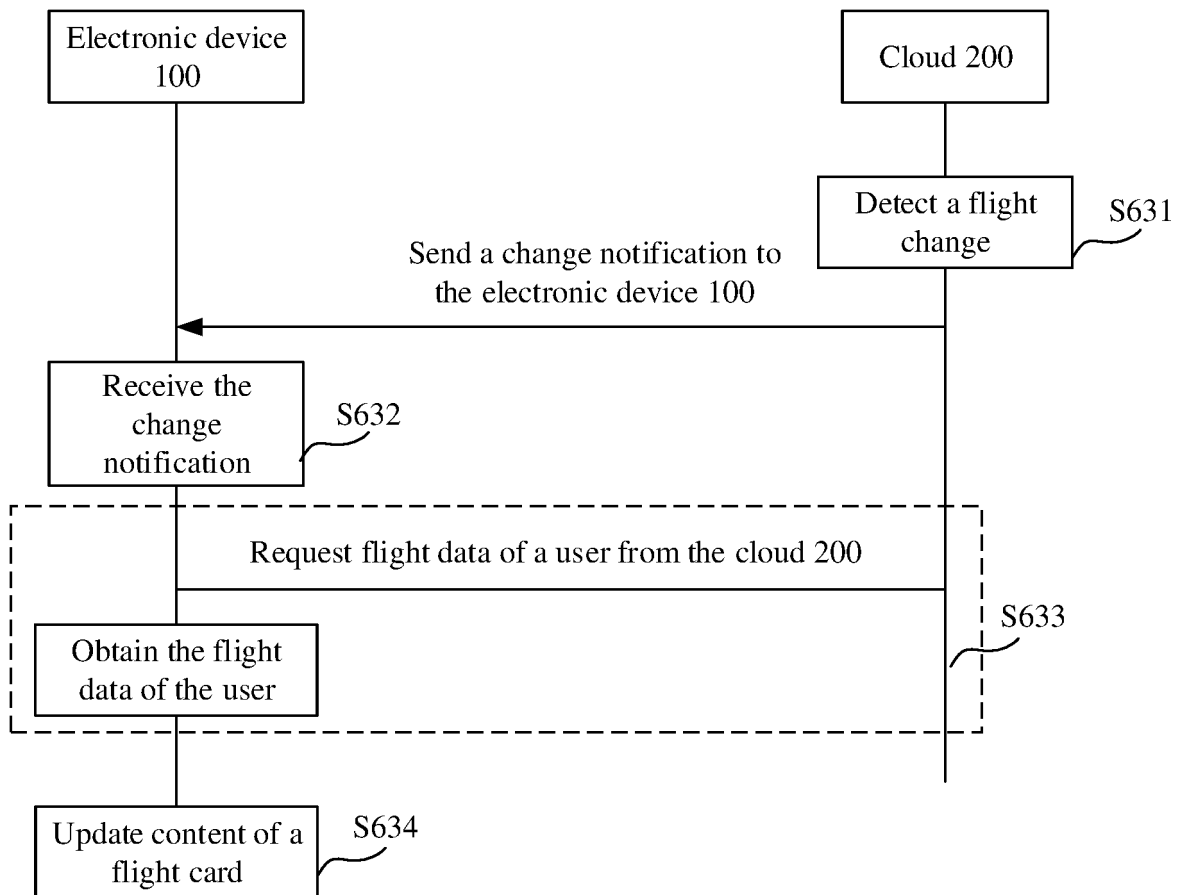 Electronic device
100
Cloud 200
Detect a flight
change
S631
Send a change notification to
the electronic device 100
Receive the
change
notification
S632
Request flight data of a user from the cloud 200
Obtain the flight
data of the user
S633
Update content of a
flight card
S634